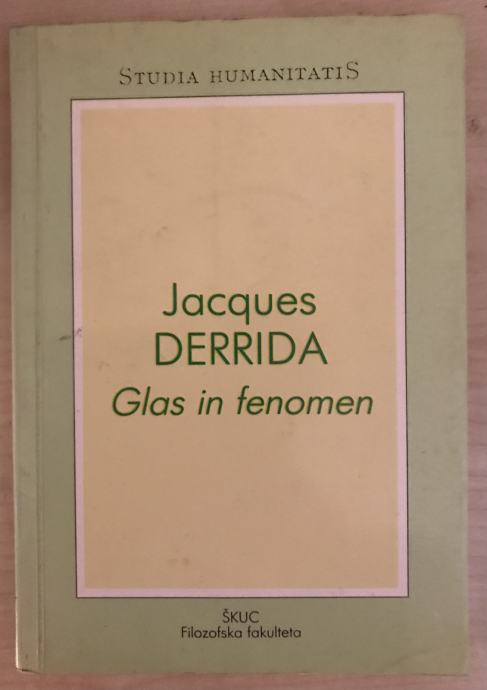 STUDIA HUMANITATIS
Jacques
DERRIDA
Glas in fenomen
ŠKUC
Filozofska fakulteta